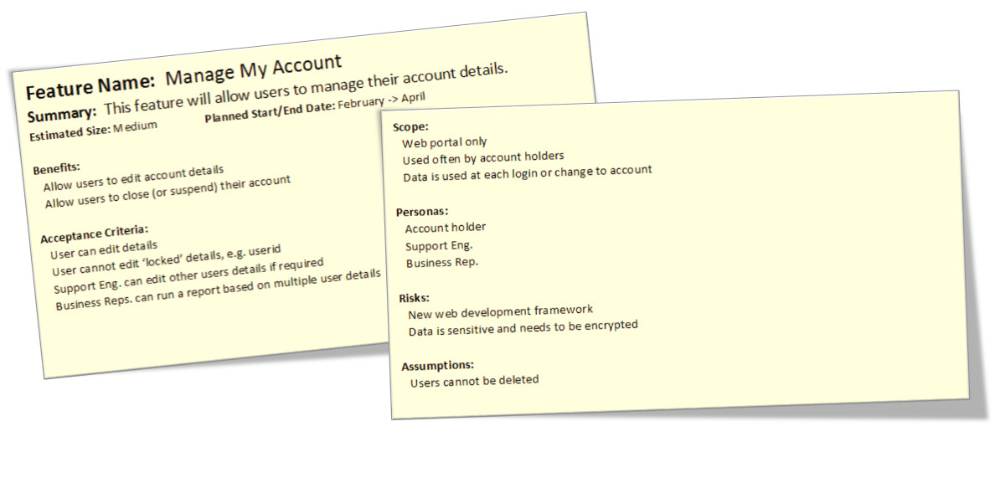 Feature Name: Manage My Account
Summary: This feature will allow users to manage their account details.
Estimated Size: Medium Planned Start/End Date: February -> April
Benefits:
Allow users to edit account details
Allow users to close (or suspend) their account
Acceptance Criteria:
User can edit details
User cannot edit ‘locked’ details, e.g. userid
Support Eng. can edit other users details if required
Business Reps. can run a report based on multiple user details
Scope:
Web portal only
Used often by account holders
Data is used at each login or change to account
Personas:
Account holder
Support Eng.
Business Rep.
Risks:
New web development framework
Data is sensitive and needs to be encrypted
Assumptions:
Users cannot be deleted